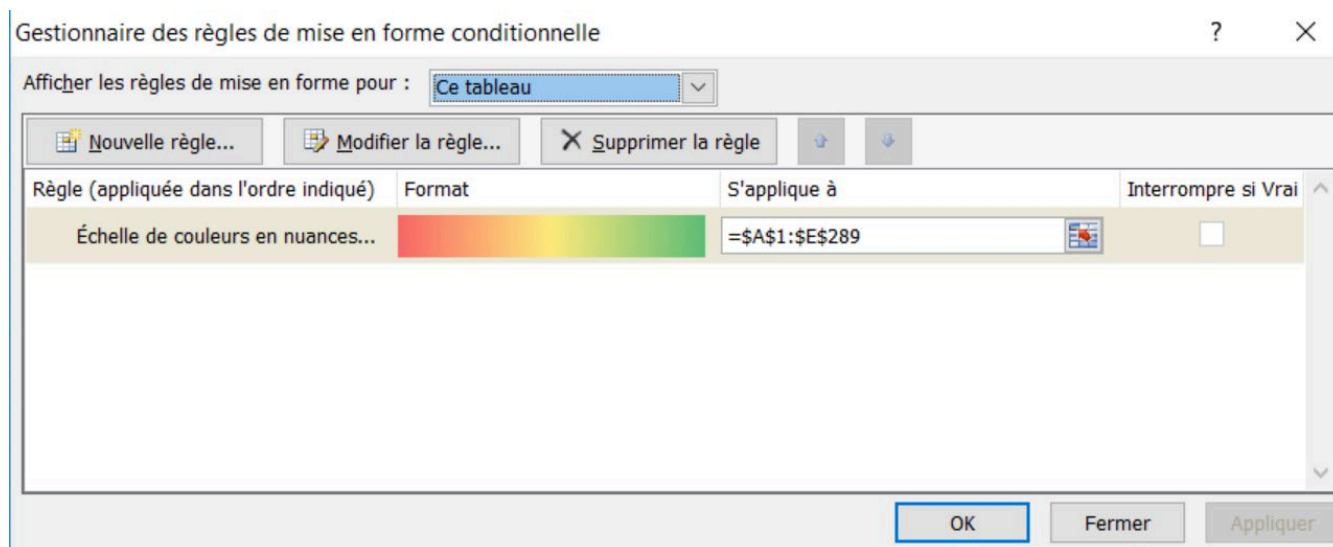 Gestionnaire des règles de mise en forme conditionnelle ?
Afficher les règles de mise en forme pour : Ce tableau
Nouvelle règle... Modifier la règle... Supprimer la règle
Règle (appliquée dans l'ordre indiqué) Format S'applique à Interrompre si Vrai
Échelle de couleurs en nuances... =$A$1:$E$289
OK Fermer Appliquer